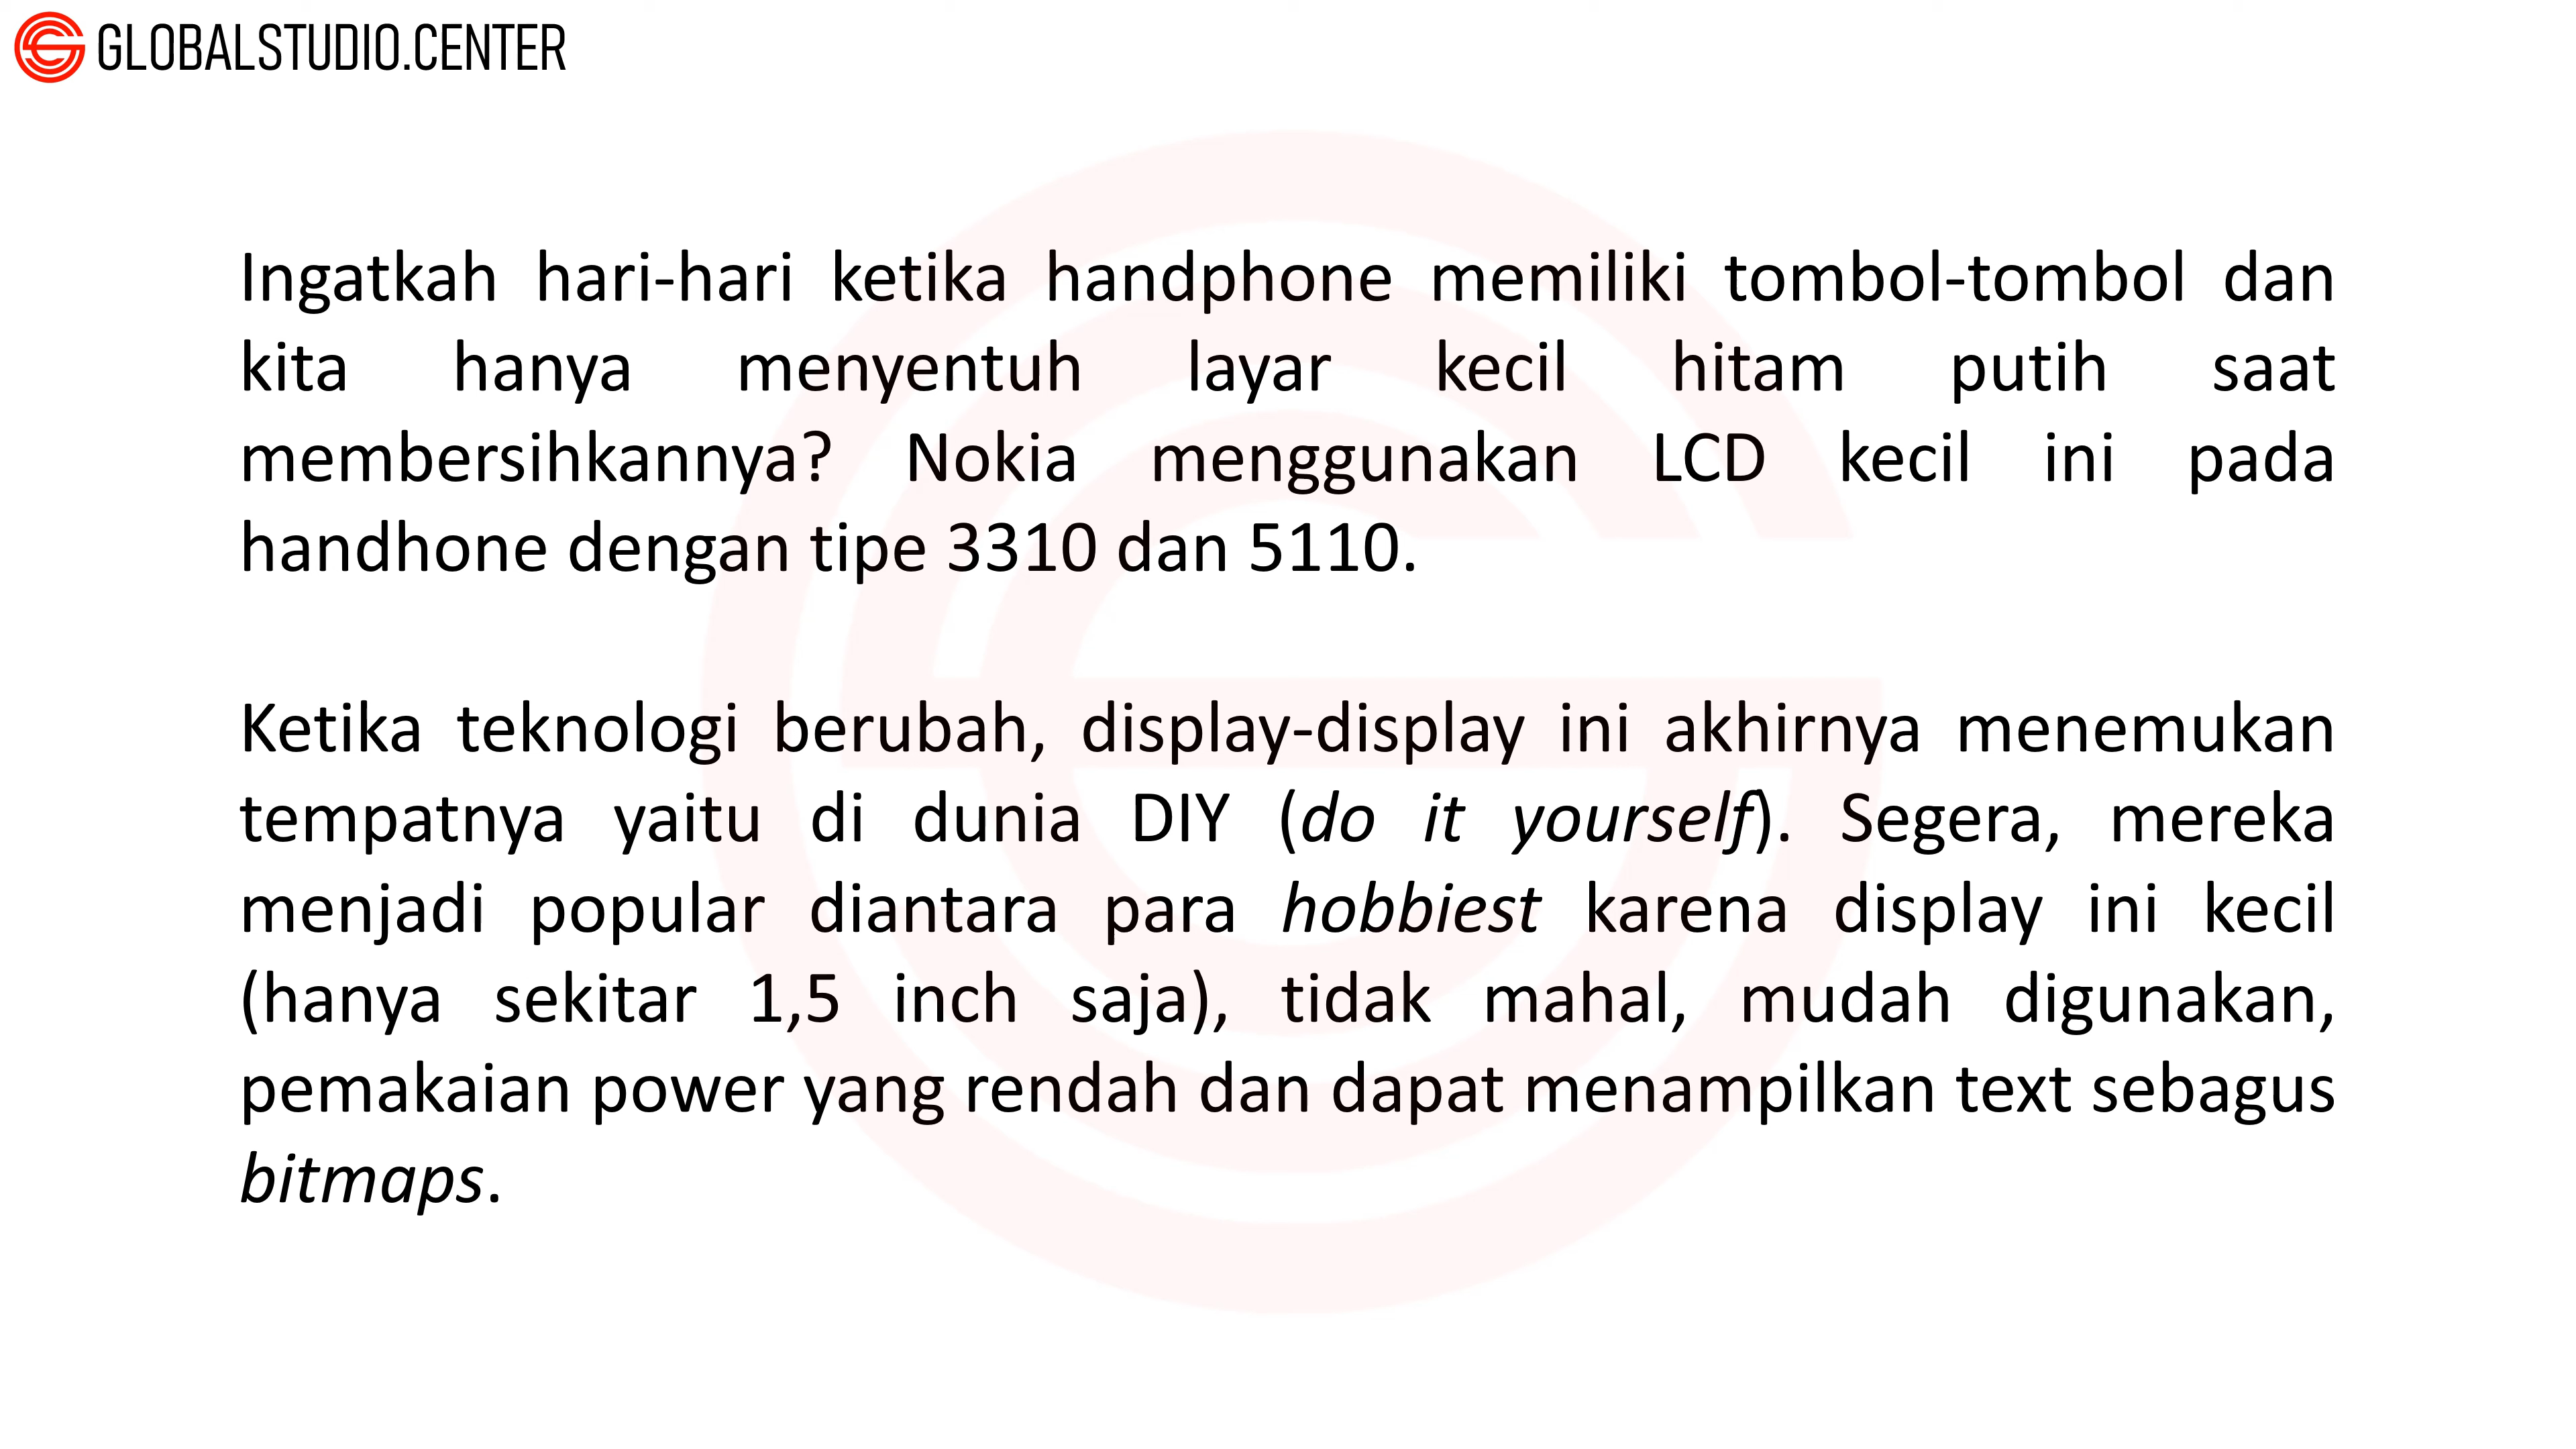 GLOBALSTUDIO.CENTER
Ingatkah hari-hari ketika handphone memiliki tombol-tombol dan
kita hanya menyentuh layar kecil hitam putih saat
membersihkannya? Nokia menggunakan LCD kecil ini pada
handhone dengan tipe 3310 dan 5110.
Ketika teknologi berubah, display-display ini akhirnya menemukan
tempatnya yaitu di dunia DIY (do it yourself). Segera, mereka
menjadi popular diantara para hobbiest karena display ini kecil
(hanya sekitar 1,5 inch saja), tidak mahal, mudah digunakan,
pemakaian power yang rendah dan dapat menampilkan text sebagus
bitmaps.